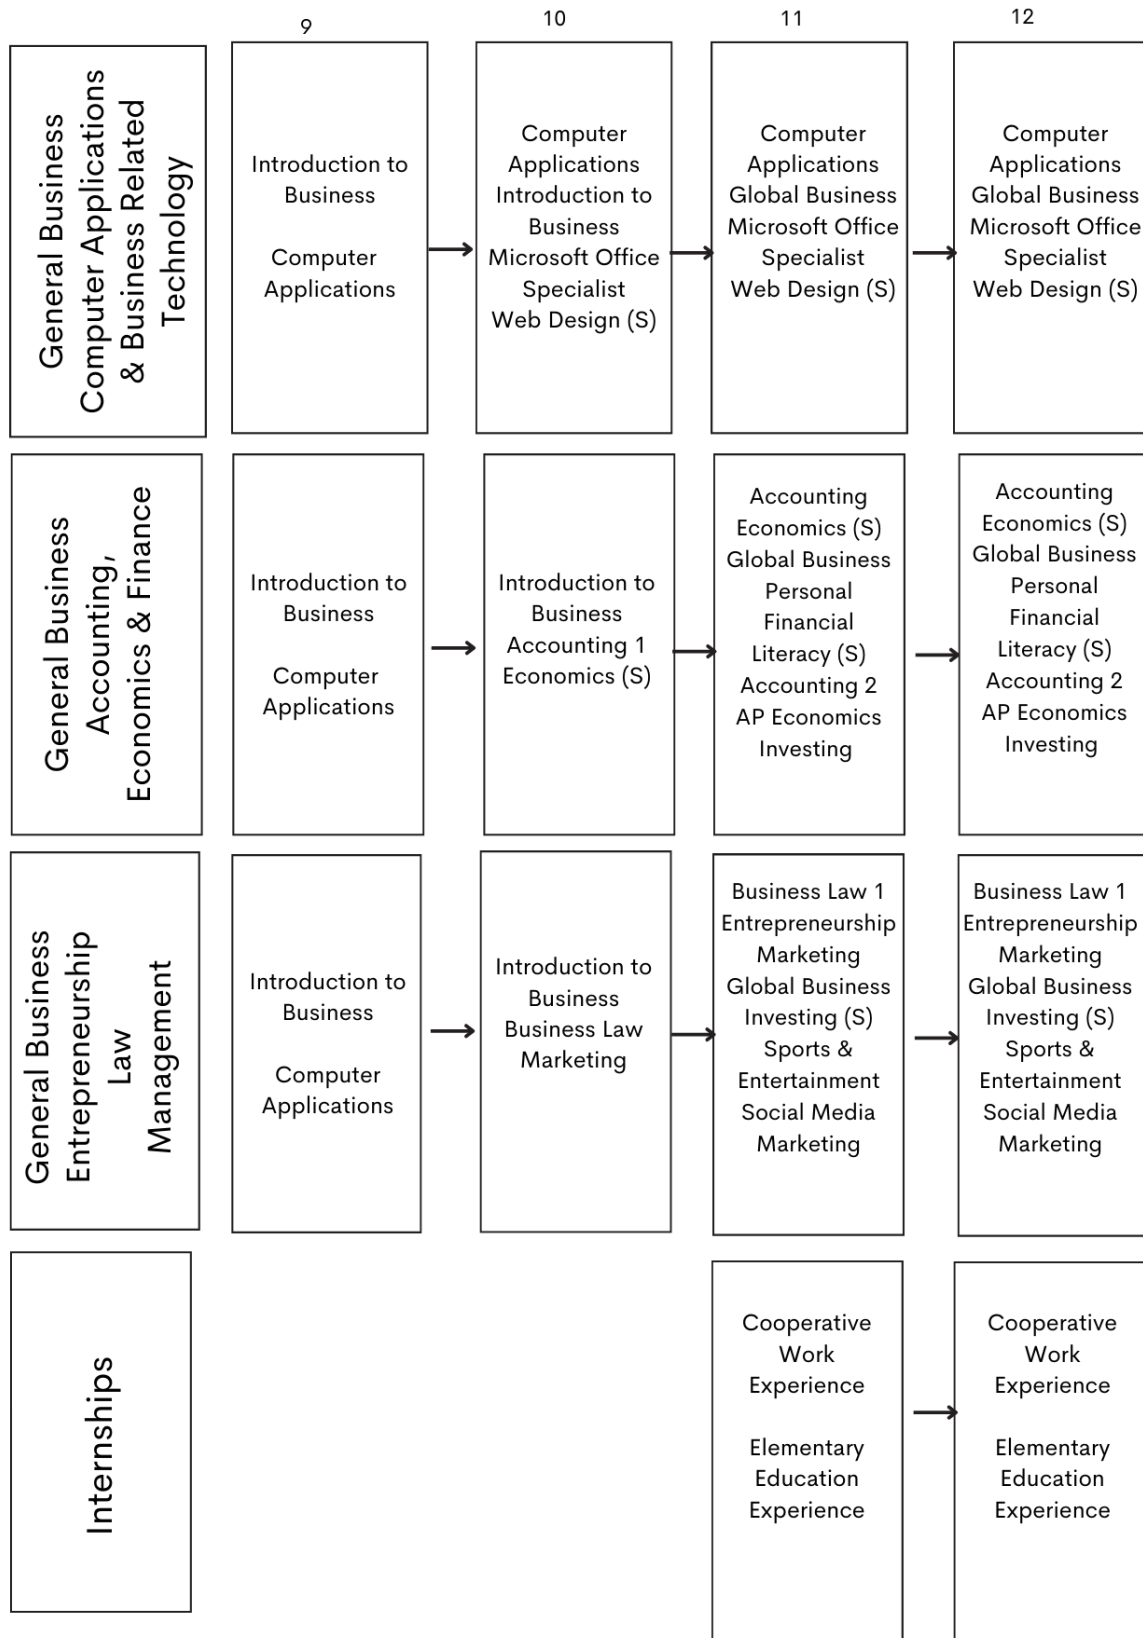 9
10
11
12
General Business
Computer Applications
& Business Related
Technology
Introduction to
Business
Computer
Applications
Computer
Applications
Introduction to
Business
Microsoft Office
Specialist
Web Design (S)
Computer
Applications
Global Business
Microsoft Office
Specialist
Web Design (S)
Computer
Applications
Global Business
Microsoft Office
Specialist
Web Design (S)
General Business
Accounting,
Economics & Finance
Introduction to
Business
Computer
Applications
Introduction to
Business
Accounting 1
Economics (S)
Accounting
Economics (S)
Global Business
Personal
Financial
Literacy (S)
Accounting 2
AP Economics
Investing
Accounting
Economics (S)
Global Business
Personal
Financial
Literacy (S)
Accounting 2
AP Economics
Investing
General Business
Entrepreneurship
Law
Management
Introduction to
Business
Computer
Applications
Introduction to
Business
Business Law
Marketing
Business Law 1
Entrepreneurship
Marketing
Global Business
Investing (S)
Sports &
Entertainment
Social Media
Marketing
Business Law 1
Entrepreneurship
Marketing
Global Business
Investing (S)
Sports &
Entertainment
Social Media
Marketing
Internships
Cooperative
Work
Experience
Elementary
Education
Experience
Cooperative
Work
Experience
Elementary
Education
Experience